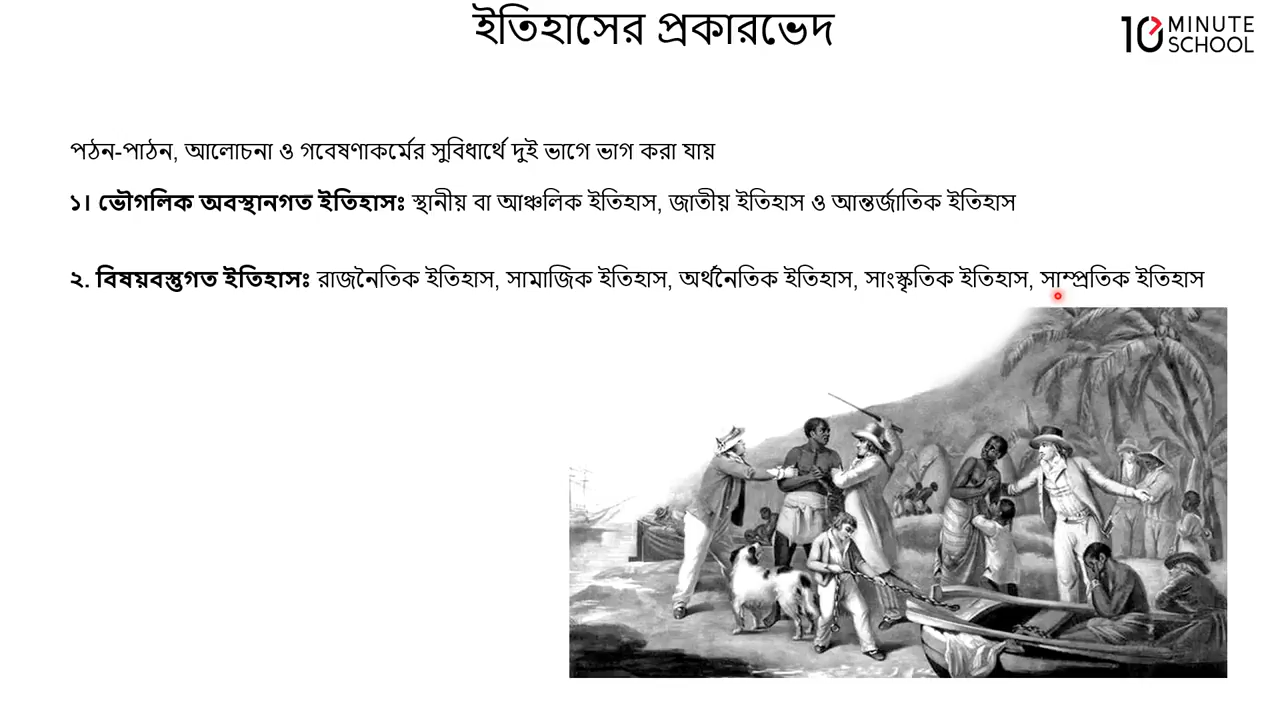 ইতিহাসের প্রকারভেদ
10 MINUTE SCHOOL
পঠন-পাঠন, আলোচনা ও গবেষণাকর্মের সুবিধার্থে দুই ভাগে ভাগ করা যায়
১। ভৌগলিক অবস্থানগত ইতিহাসঃ স্থানীয় বা আঞ্চলিক ইতিহাস, জাতীয় ইতিহাস ও আন্তর্জাতিক ইতিহাস
২. বিষয়বস্তুগত ইতিহাসঃ রাজনৈতিক ইতিহাস, সামাজিক ইতিহাস, অর্থনৈতিক ইতিহাস, সাংস্কৃতিক ইতিহাস, সাম্প্রতিক ইতিহাস